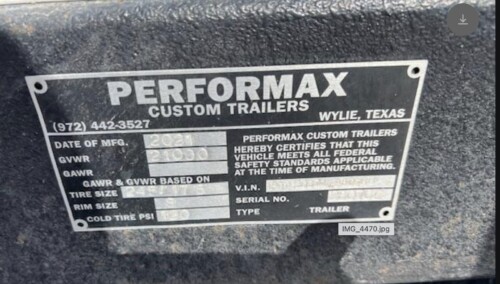 PERFORMAX
CUSTOM TRAILERS
WYLIE, TEXAS
(972) 442-3527
DATE OF MFG. 2021
GVWR
GAWR
GAWR & GVWR BASED ON
TIRE SIZE
RIM SIZE
COLD TIRE PSI
PERFORMAX CUSTOM TRAILERS
HEREBY CERTIFIES THAT THIS
VEHICLE MEETS ALL FEDERAL
SAFETY STANDARDS APPLICABLE
AT THE TIME OF MANUFACTURING.
V.I.N.
SERIAL NO.
TYPE TRAILER
IMG_4470.jpg